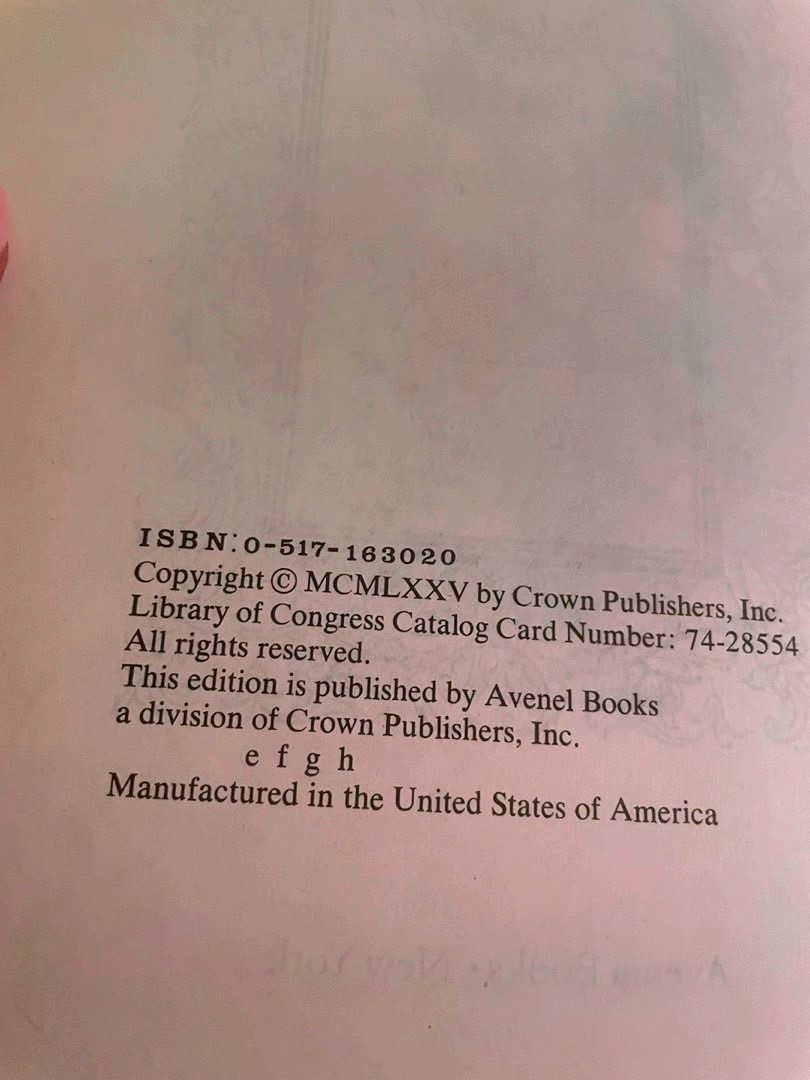 ISBN: 0-517-163020
Copyright © MCMLXXV by Crown Publishers, Inc.
Library of Congress Catalog Card Number: 74-28554
All rights reserved.
This edition is published by Avenel Books
a division of Crown Publishers, Inc.
e f g h
Manufactured in the United States of America